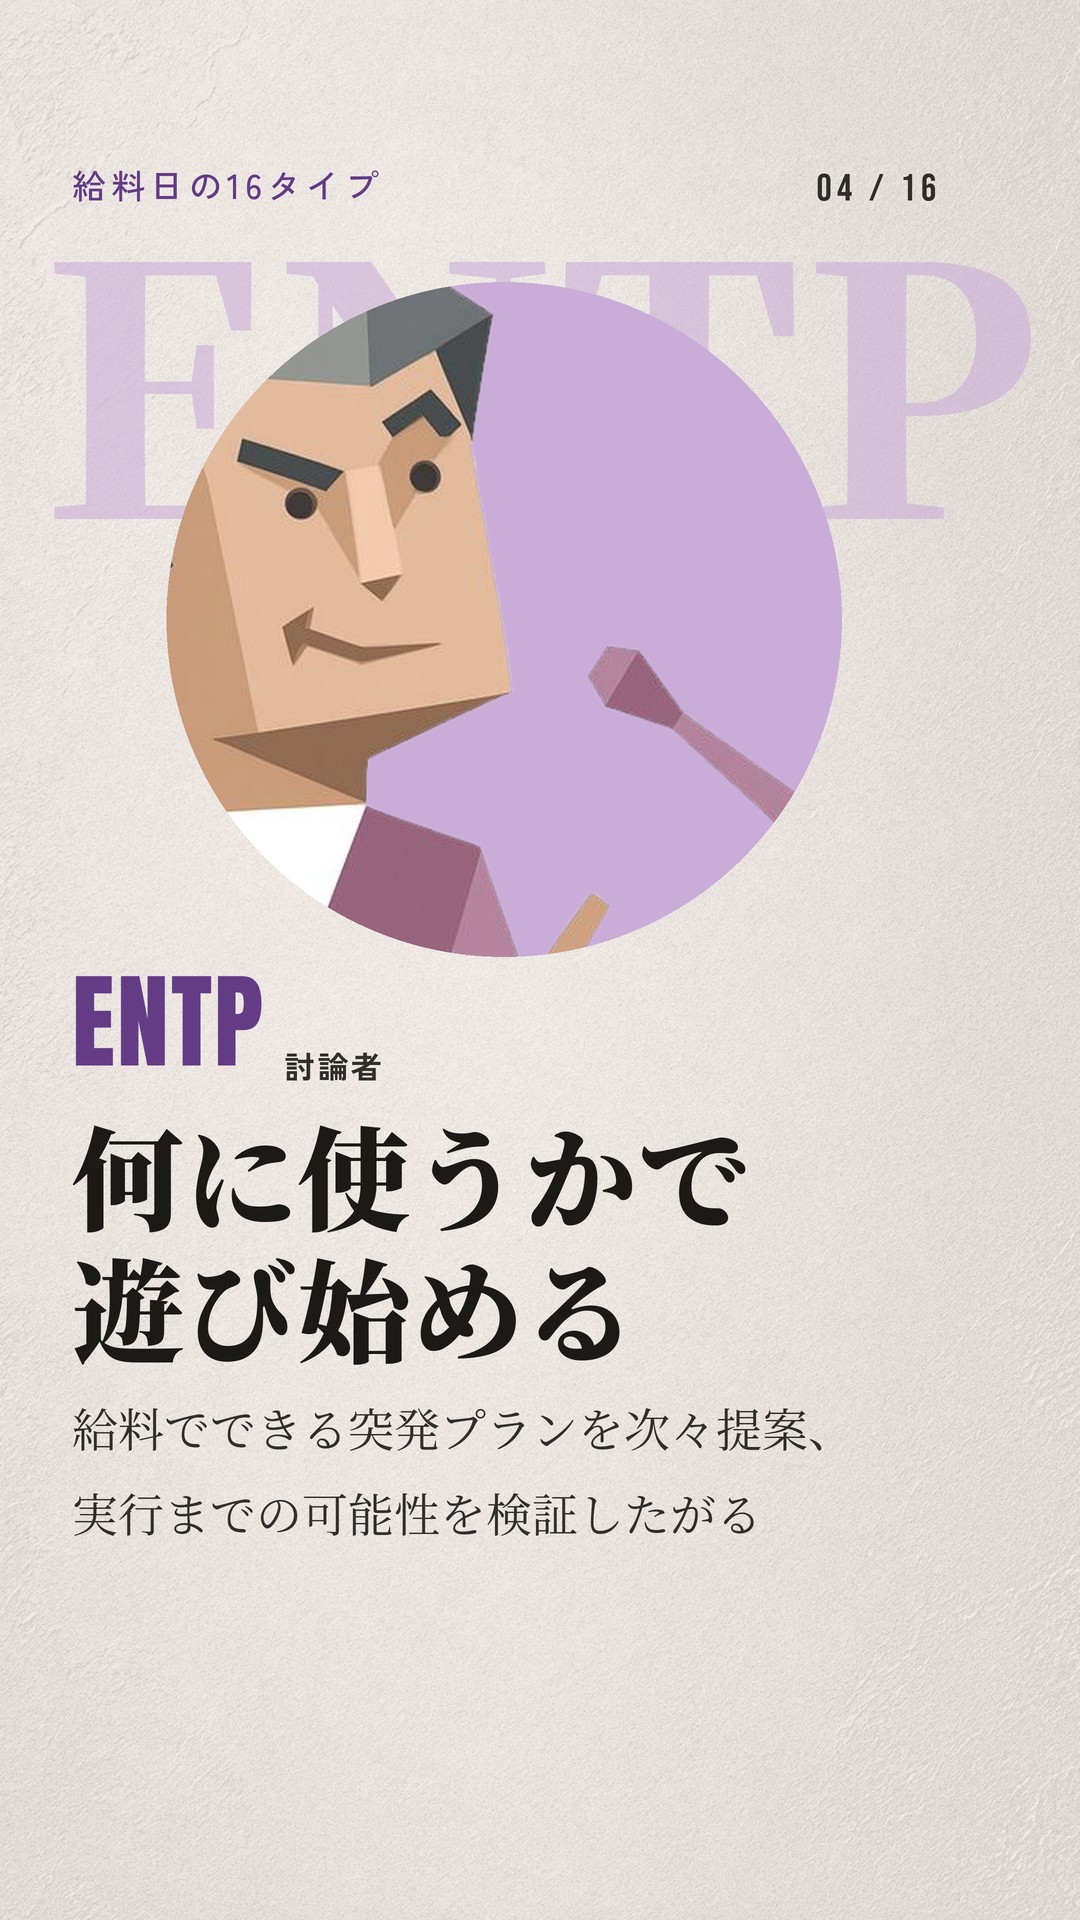 給料日の16タイプ
04 / 16
ENTP
ENTP
討論者
何に使うかで
遊び始める
給料でできる突発プランを次々提案、
実行までの可能性を検証したがる